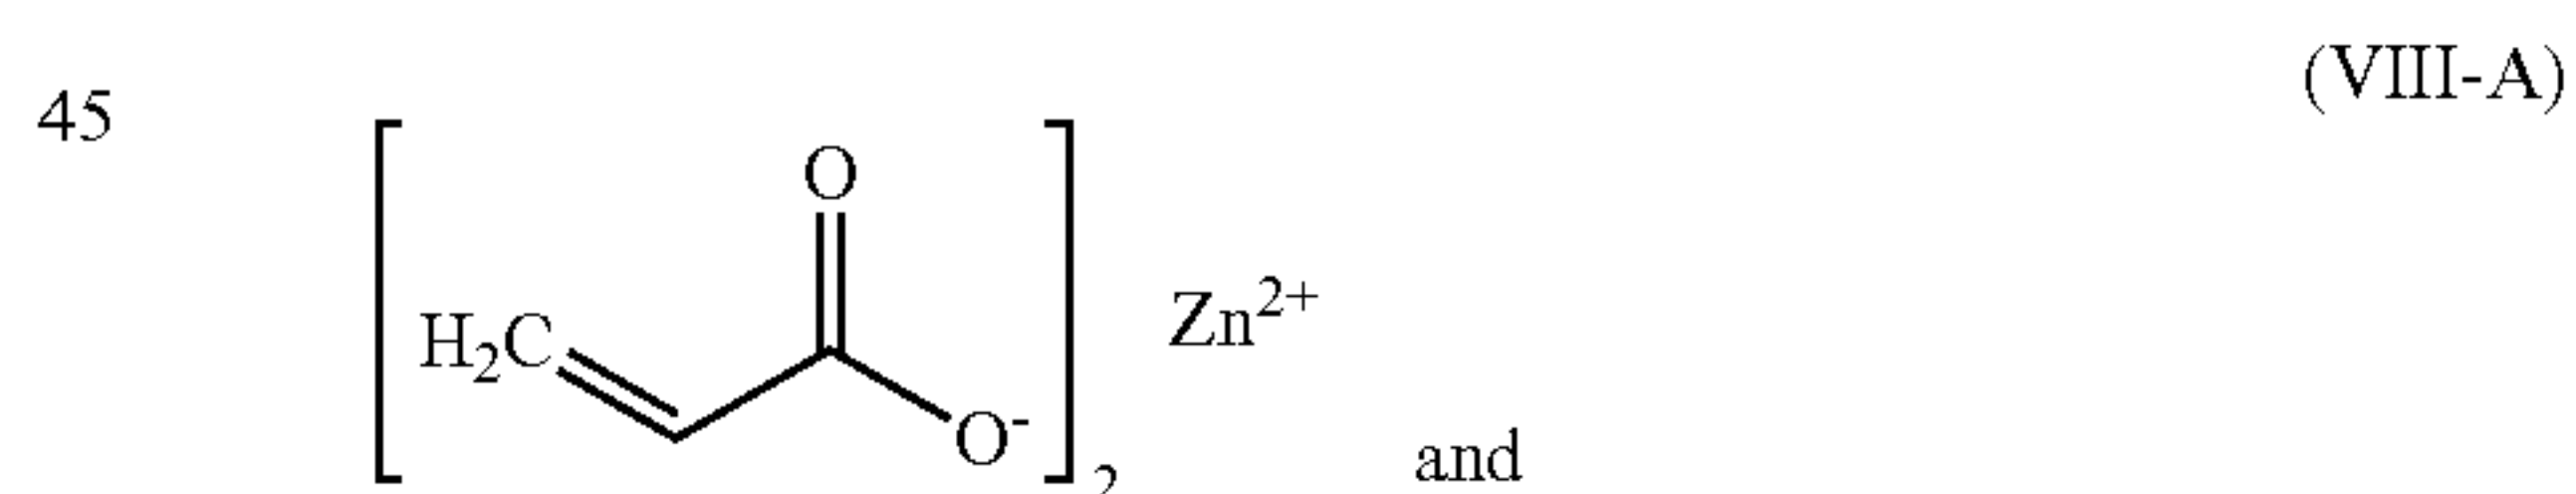 45
(VIII-A)
O
H₂C
O⁻
2
Zn²⁺
and